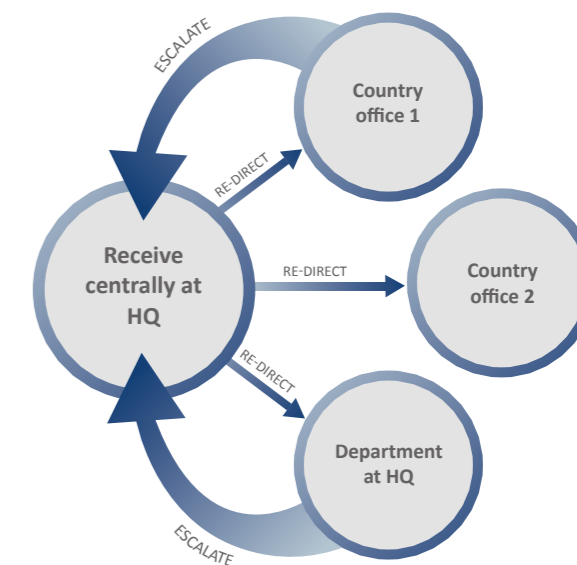 ESCALATE
Country
office 1
RE-DIRECT
Receive
centrally at
HQ
RE-DIRECT
Country
office 2
RE-DIRECT
Department
at HQ
ESCALATE